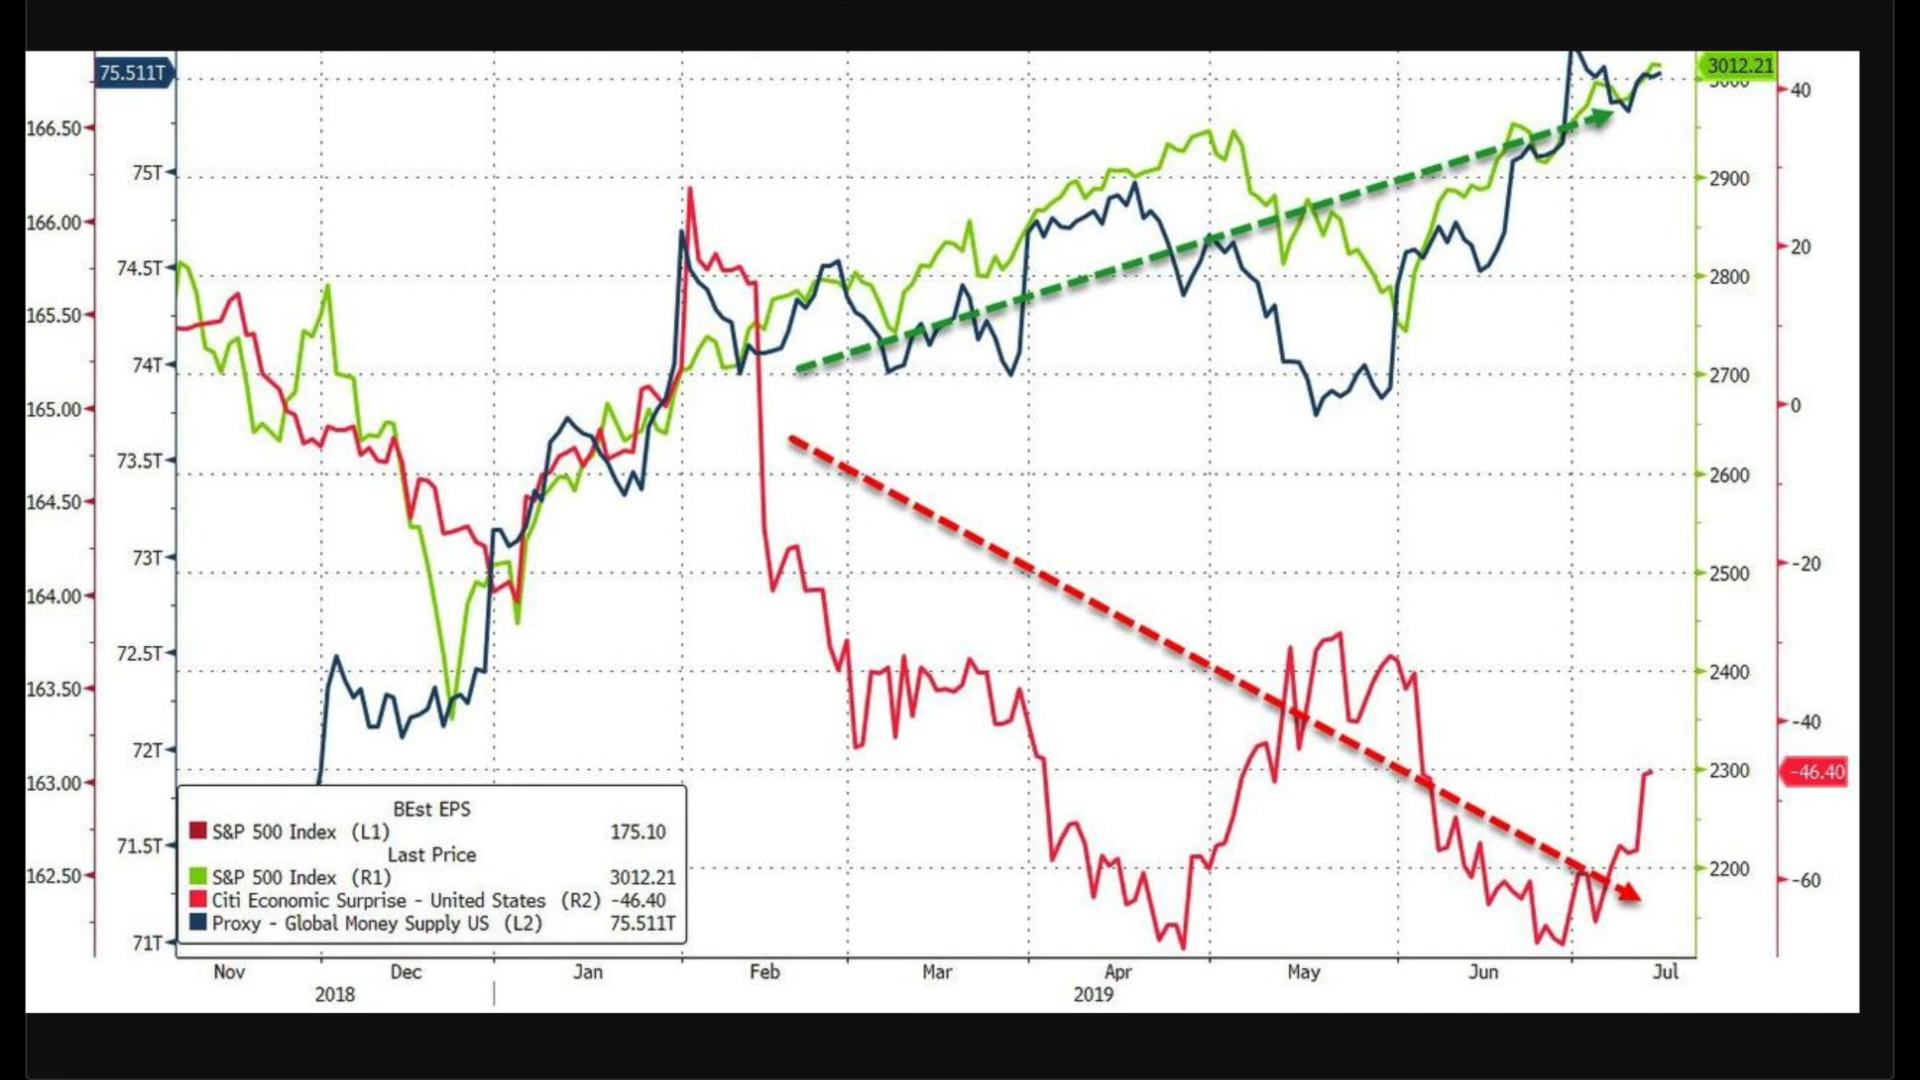 75.511T
166.50
166.00
165.50
165.00
164.50
164.00
163.50
163.00
162.50
75T
74.5T
74T
73.5T
73T
72.5T
72T
71.5T
71T
3012.21
3000
2900
2800
2700
2600
2500
2400
2300
2200
40
20
0
-20
-40
-46.40
-60
BEst EPS
S&P 500 Index (L1) 175.10
Last Price
S&P 500 Index (R1) 3012.21
Citi Economic Surprise - United States (R2) -46.40
Proxy - Global Money Supply US (L2) 75.511T
Nov Dec Jan Feb Mar Apr May Jun Jul
2018 2019